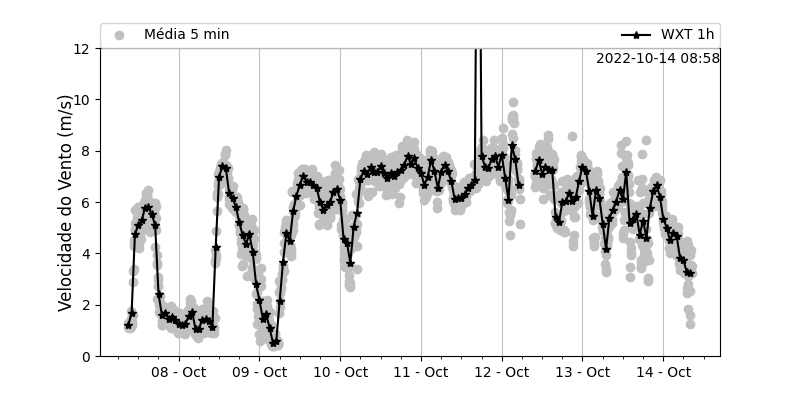 Média 5 min
WXT 1h
2022-10-14 08:58
Velocidade do Vento (m/s)
12
10
8
6
4
2
0
08 - Oct
09 - Oct
10 - Oct
11 - Oct
12 - Oct
13 - Oct
14 - Oct